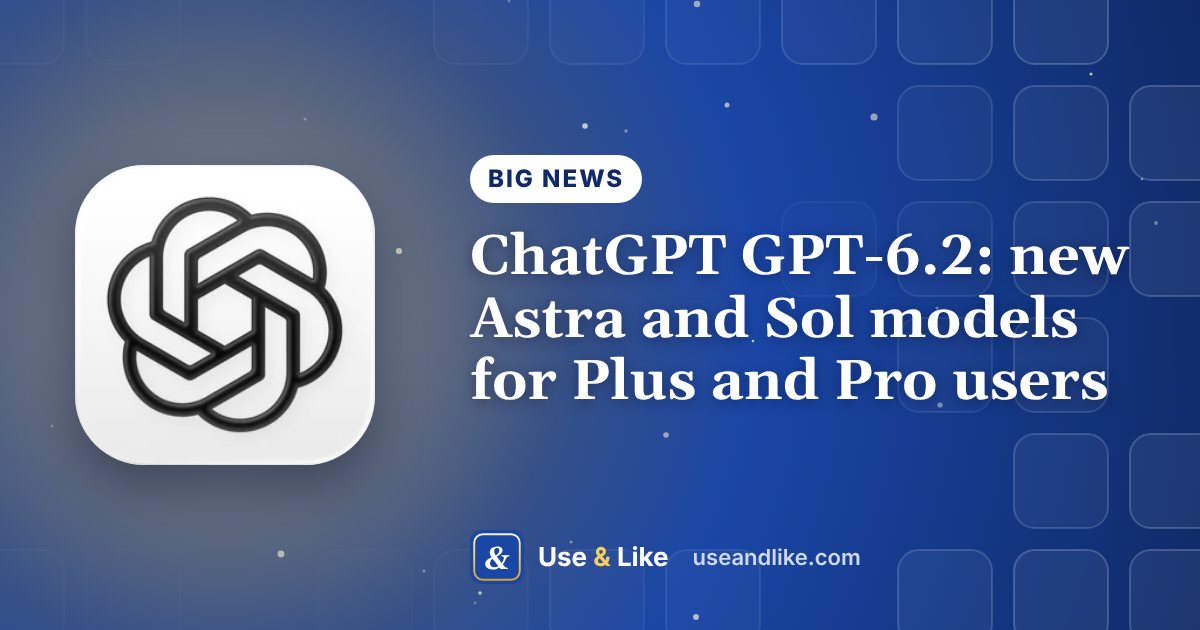 BIG NEWS
ChatGPT GPT-6.2: new
Astra and Sol models
for Plus and Pro users
& Use & Like useandlike.com